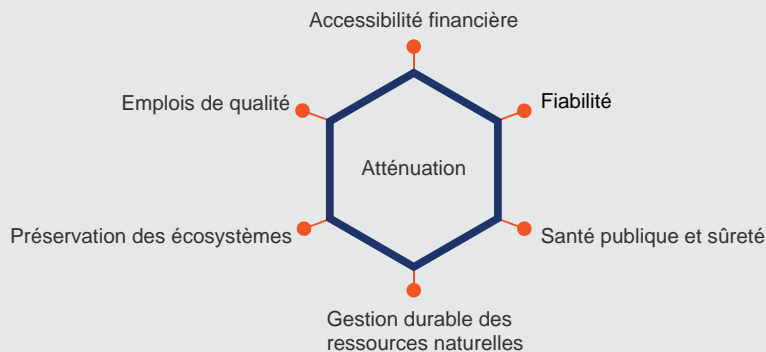 Accessibilité financière
Emplois de qualité
Fiabilité
Atténuation
Préservation des écosystèmes
Santé publique et sûreté
Gestion durable des
ressources naturelles